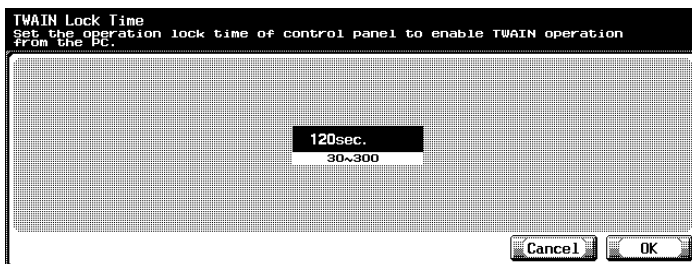 TWAIN Lock Time
Set the operation lock time of control panel to enable TWAIN operation
from the PC.
120sec.
30~300
Cancel
OK